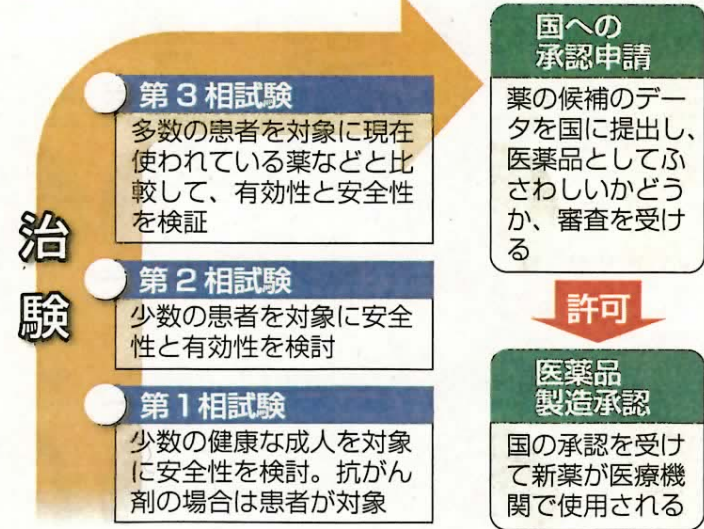 治験
第3相試験
多数の患者を対象に現在
使われている薬などと比
較して、有効性と安全性
を検証
第2相試験
少数の患者を対象に安全
性と有効性を検討
第1相試験
少数の健康な成人を対象
に安全性を検討。抗がん
剤の場合は患者が対象
国への
承認申請
薬の候補のデー
タを国に提出し、
医薬品としてふ
さわしいかどう
か、審査を受け
る
許可
医薬品
製造承認
国の承認を受け
て新薬が医療機
関で使用される